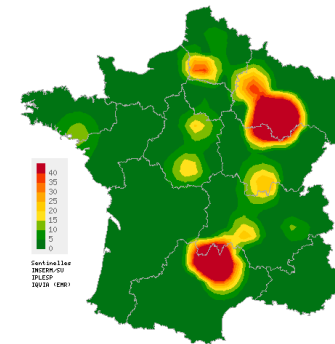 40
35
30
25
20
15
10
5
0
Sentinelles
INSERM/SU
IPLESP
IQVIA (EMR)